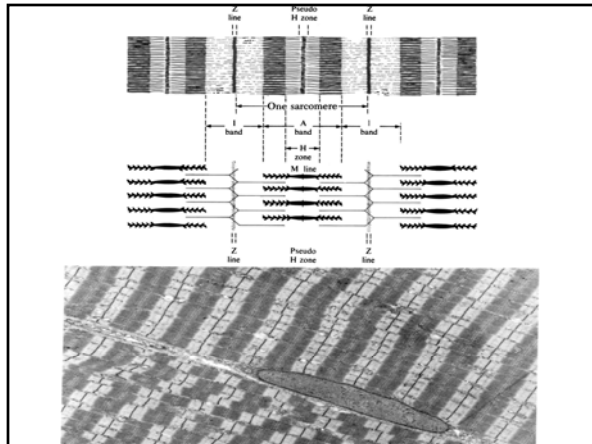 Z
line
Pseudo
H zone
Z
line
One sarcomere
I
band
A
band
I
band
H
zone
M line
Z
line
Pseudo
H zone
Z
line